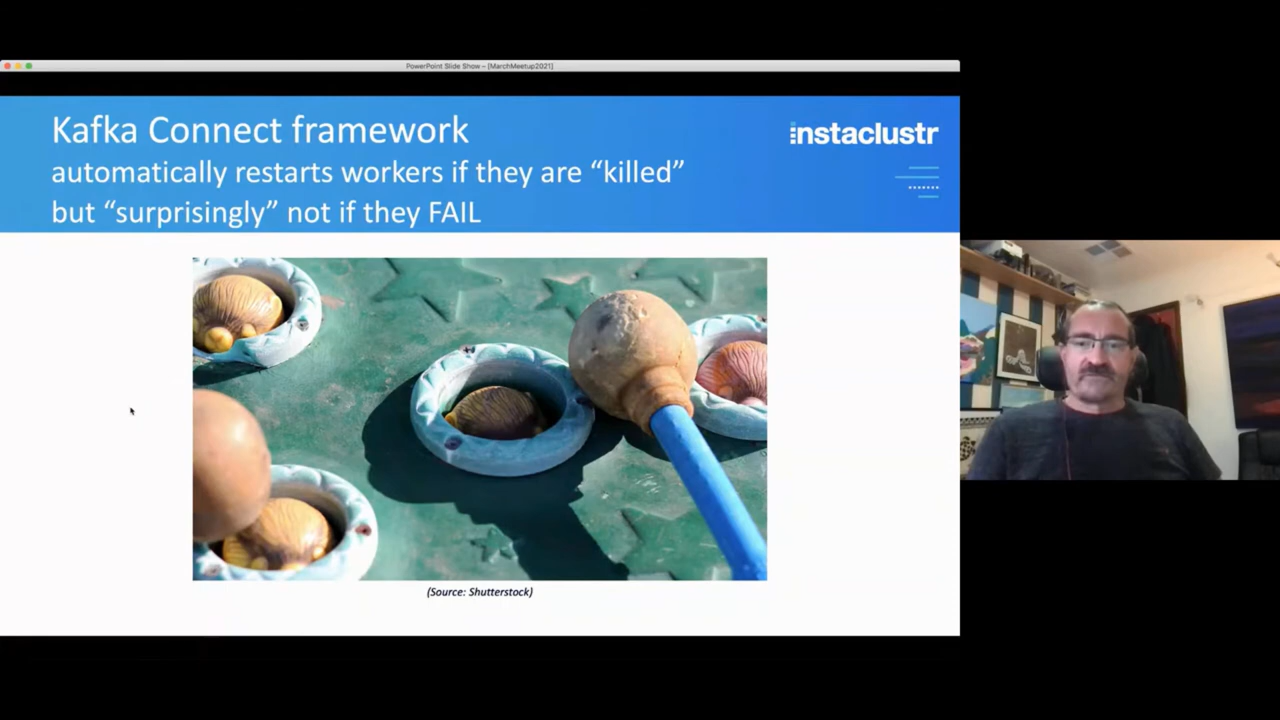 PowerPoint Slide Show – [MarchMeetup2021]
Kafka Connect framework
instaclustr
automatically restarts workers if they are “killed”
but “surprisingly” not if they FAIL
(Source: Shutterstock)